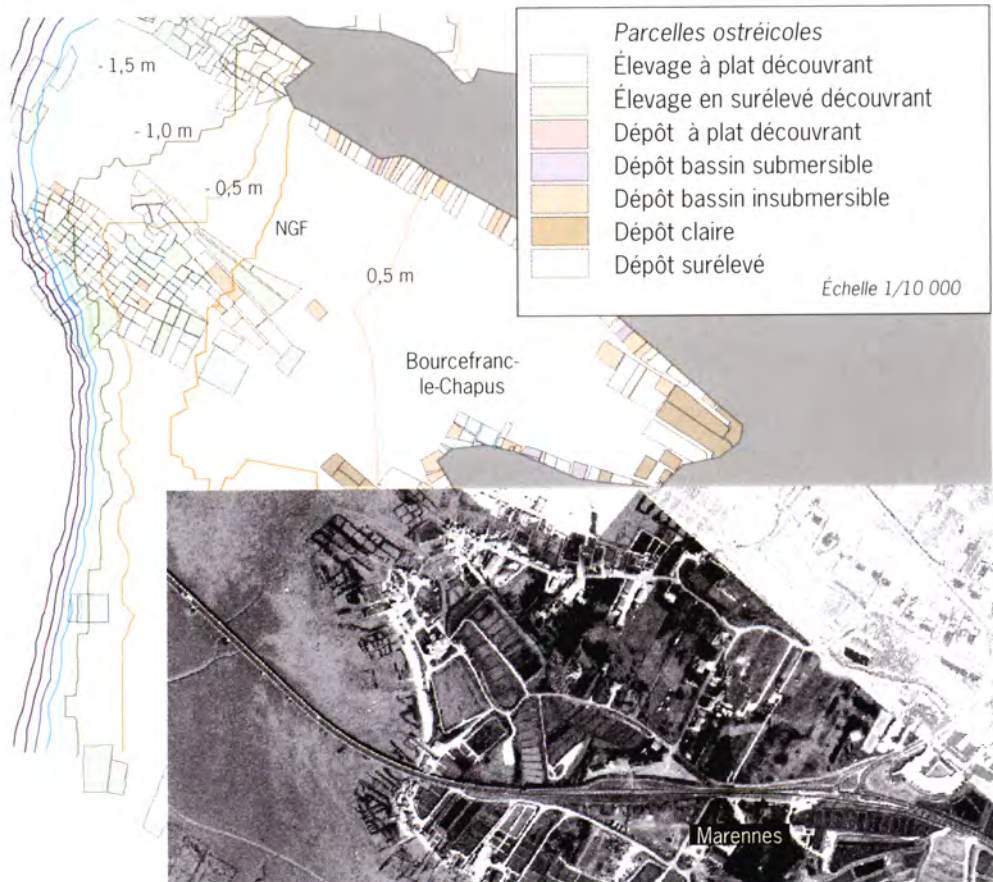 Parcelles ostréicoles
Élevage à plat découvrant
Élevage en surélevé découvrant
Dépôt à plat découvrant
Dépôt bassin submersible
Dépôt bassin insubmersible
Dépôt claire
Dépôt surélevé
Échelle 1/10 000
- 1,5 m
- 1,0 m
- 0,5 m
NGF
0,5 m
Bourcefranc-
le-Chapus
Marennes